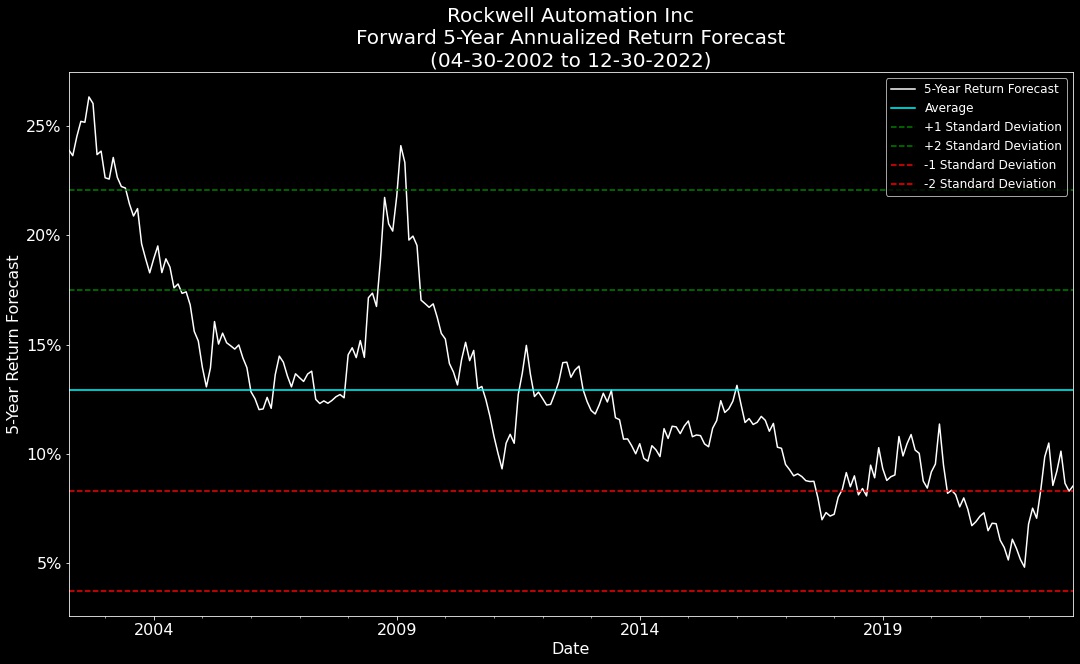 Rockwell Automation Inc
Forward 5-Year Annualized Return Forecast
(04-30-2002 to 12-30-2022)
5-Year Return Forecast
Average
+1 Standard Deviation
+2 Standard Deviation
-1 Standard Deviation
-2 Standard Deviation
25%
20%
15%
10%
5%
5-Year Return Forecast
2004
2009
2014
2019
Date